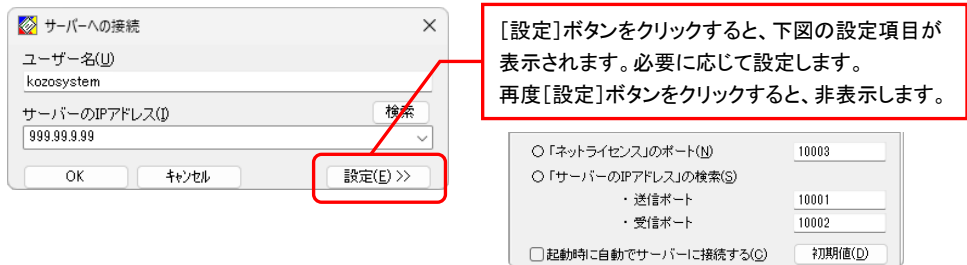 サーバーへの接続
ユーザー名(U)
kozosystem
サーバーのIPアドレス(I)
検索
999.99.9.99
OK
キャンセル
設定(E) >>
[設定]ボタンをクリックすると、下図の設定項目が
表示されます。必要に応じて設定します。
再度[設定]ボタンをクリックすると、非表示します。
○「ネットライセンス」のポート(N)
10003
○「サーバーのIPアドレス」の検索(S)
・送信ポート
10001
・受信ポート
10002
起動時に自動でサーバーに接続する(C)
初期値(D)